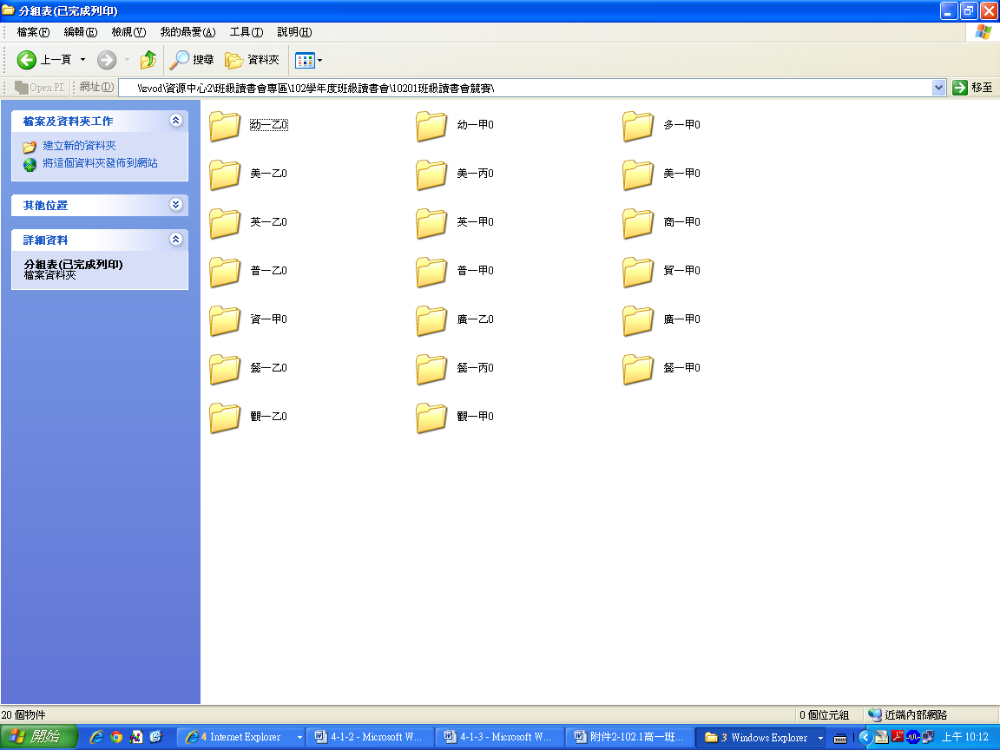 分組表(已完成列印)
檔案(F) 編輯(E) 檢視(V) 我的最愛(A) 工具(T) 說明(H)
上一頁 搜尋 資料夾
網址(D) \資源中心2\班級讀書會專區\102學年度班級讀書會\10201班級讀書會競賽\ 移至
檔案及資料夾工作
建立新的資料夾
將這個資料夾發佈到網站
其他位置
詳細資料
分組表(已完成列印)
檔案資料夾
幼一乙0 幼一甲0 多一甲0
美一乙0 美一丙0 美一甲0
英一乙0 英一甲0 商一甲0
普一乙0 普一甲0 貿一甲0
資一甲0 廣一乙0 廣一甲0
餐一乙0 餐一丙0 餐一甲0
觀一乙0 觀一甲0
20 個物件 0 個位元組 近端內部網路
開始 4 Internet Explorer 4-1-2 - Microsoft W... 4-1-3 - Microsoft W... 附件2-102.1高一班... 3 Windows Explorer 上午 10:12